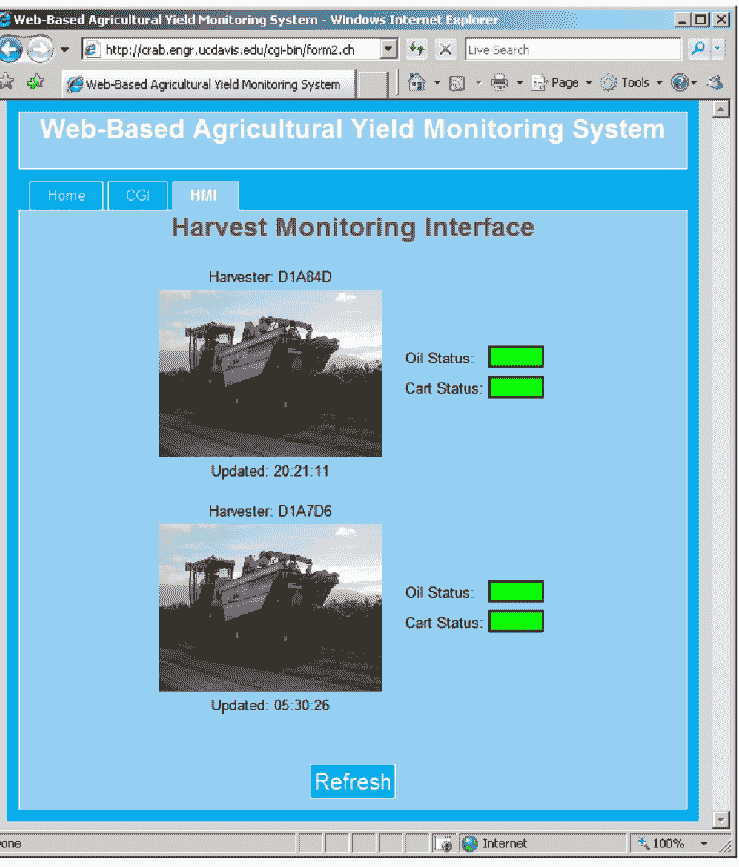 Web-Based Agricultural Yield Monitoring System - Windows Internet Explorer
http://crab.engr.ucdavis.edu/cgi-bin/form2.ch Live Search
Web-Based Agricultural Yield Monitoring System Page Tools
Web-Based Agricultural Yield Monitoring System
Home CGI HMI
Harvest Monitoring Interface
Harvester: D1A84D
Oil Status:
Cart Status:
Updated: 20:21:11
Harvester: D1A7D6
Oil Status:
Cart Status:
Updated: 05:30:26
Refresh
one Internet 100%